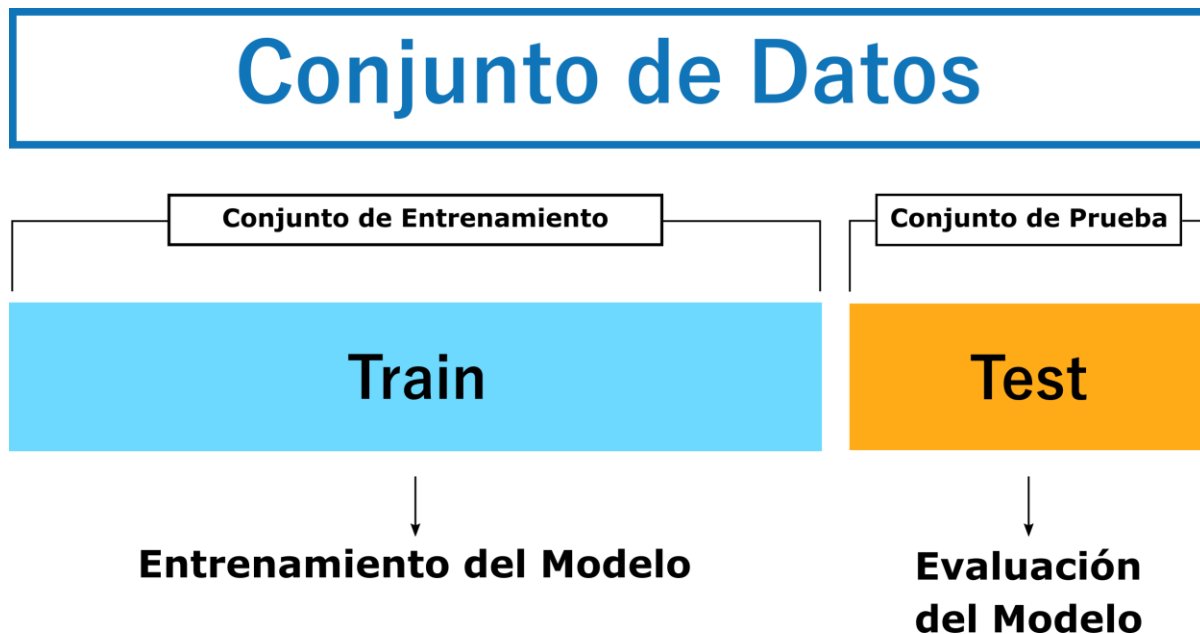 Conjunto de Datos
Conjunto de Entrenamiento
Conjunto de Prueba
Train
Test
Entrenamiento del Modelo
Evaluación
del Modelo